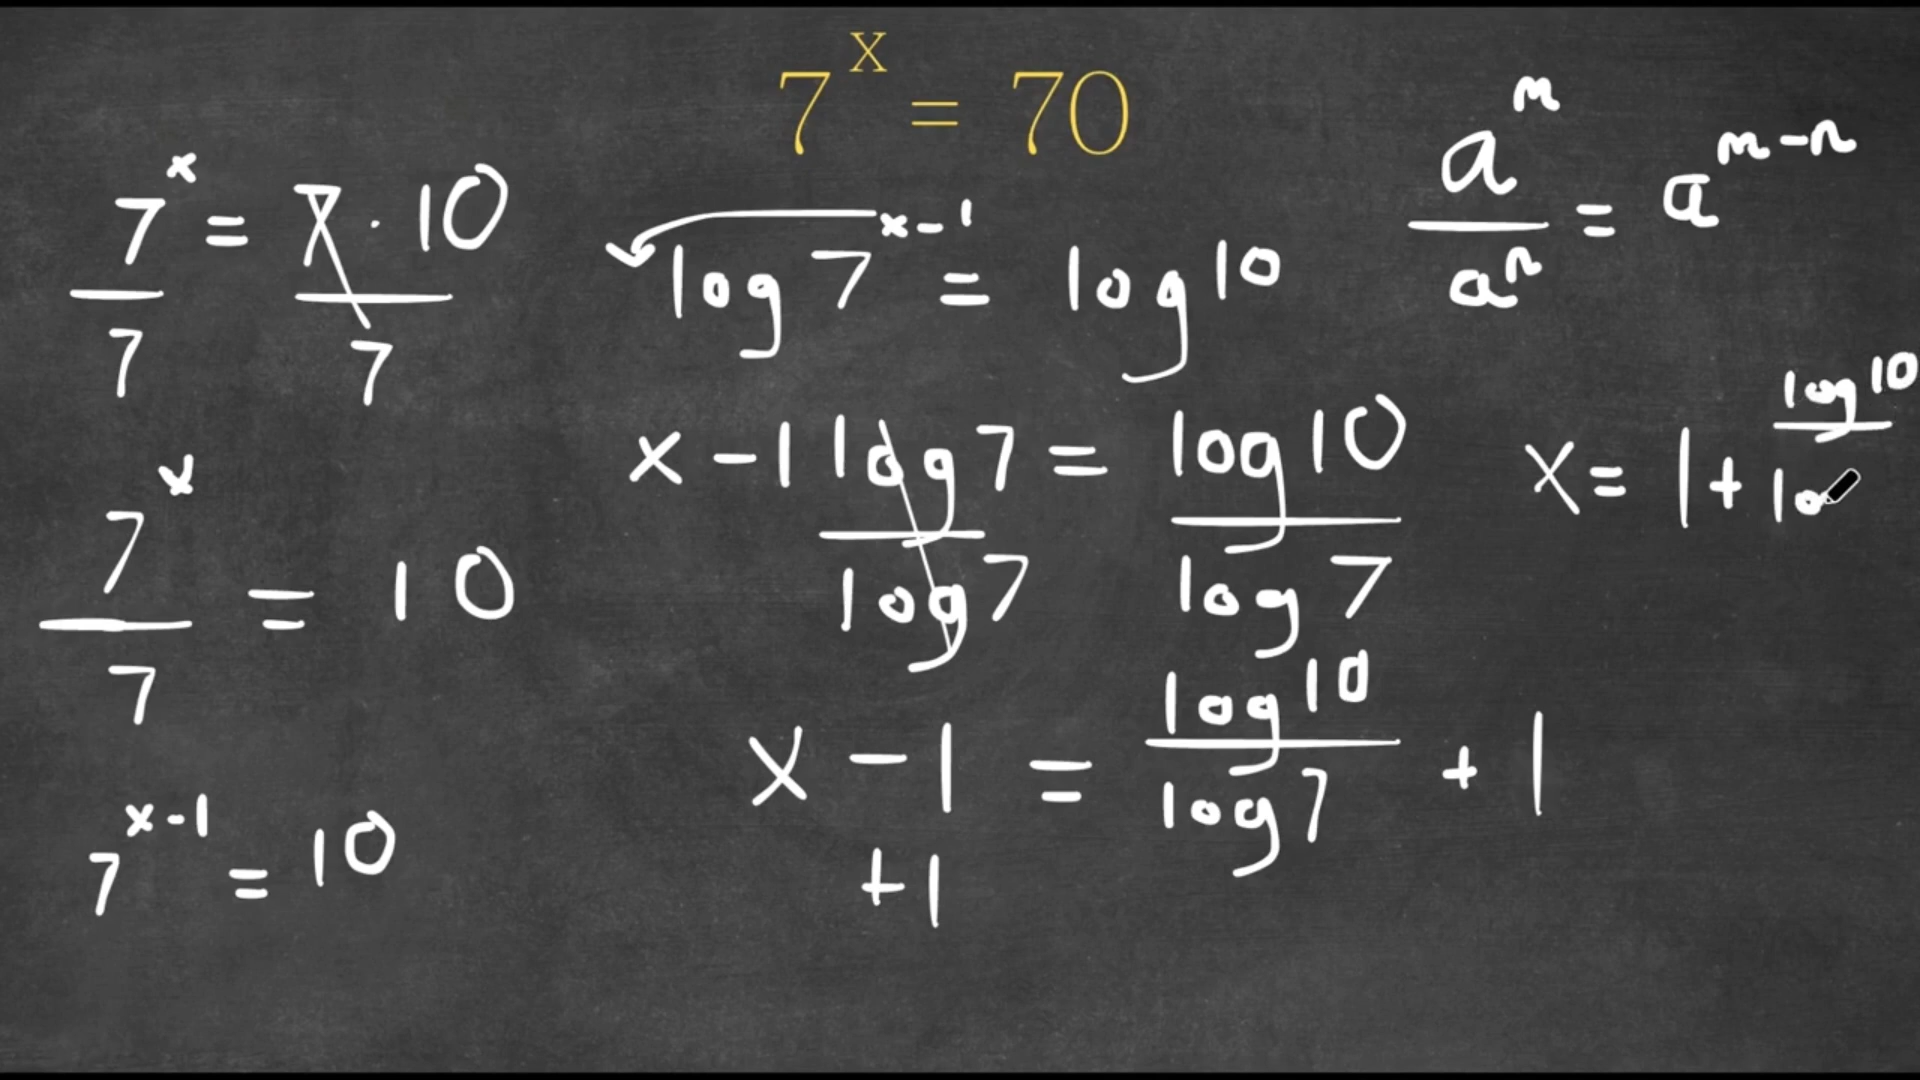 7^x = 70
7^x / 7 = 7 · 10 / 7
7^x / 7 = 10
7^(x-1) = 10
log 7^(x-1) = log 10
x - 1 log 7 / log 7 = log 10 / log 7
x - 1 = log 10 / log 7 + 1
+1
a^m / a^n = a^(m-n)
x = 1 + log 10 / lo